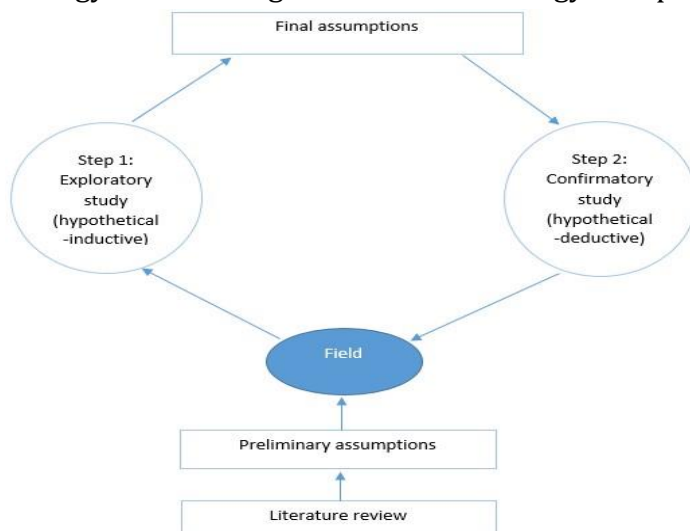 Final assumptions
Step 1:
Exploratory
study
(hypothetical
-inductive)
Step 2:
Confirmatory
study
(hypothetical
-deductive)
Field
Preliminary assumptions
Literature review